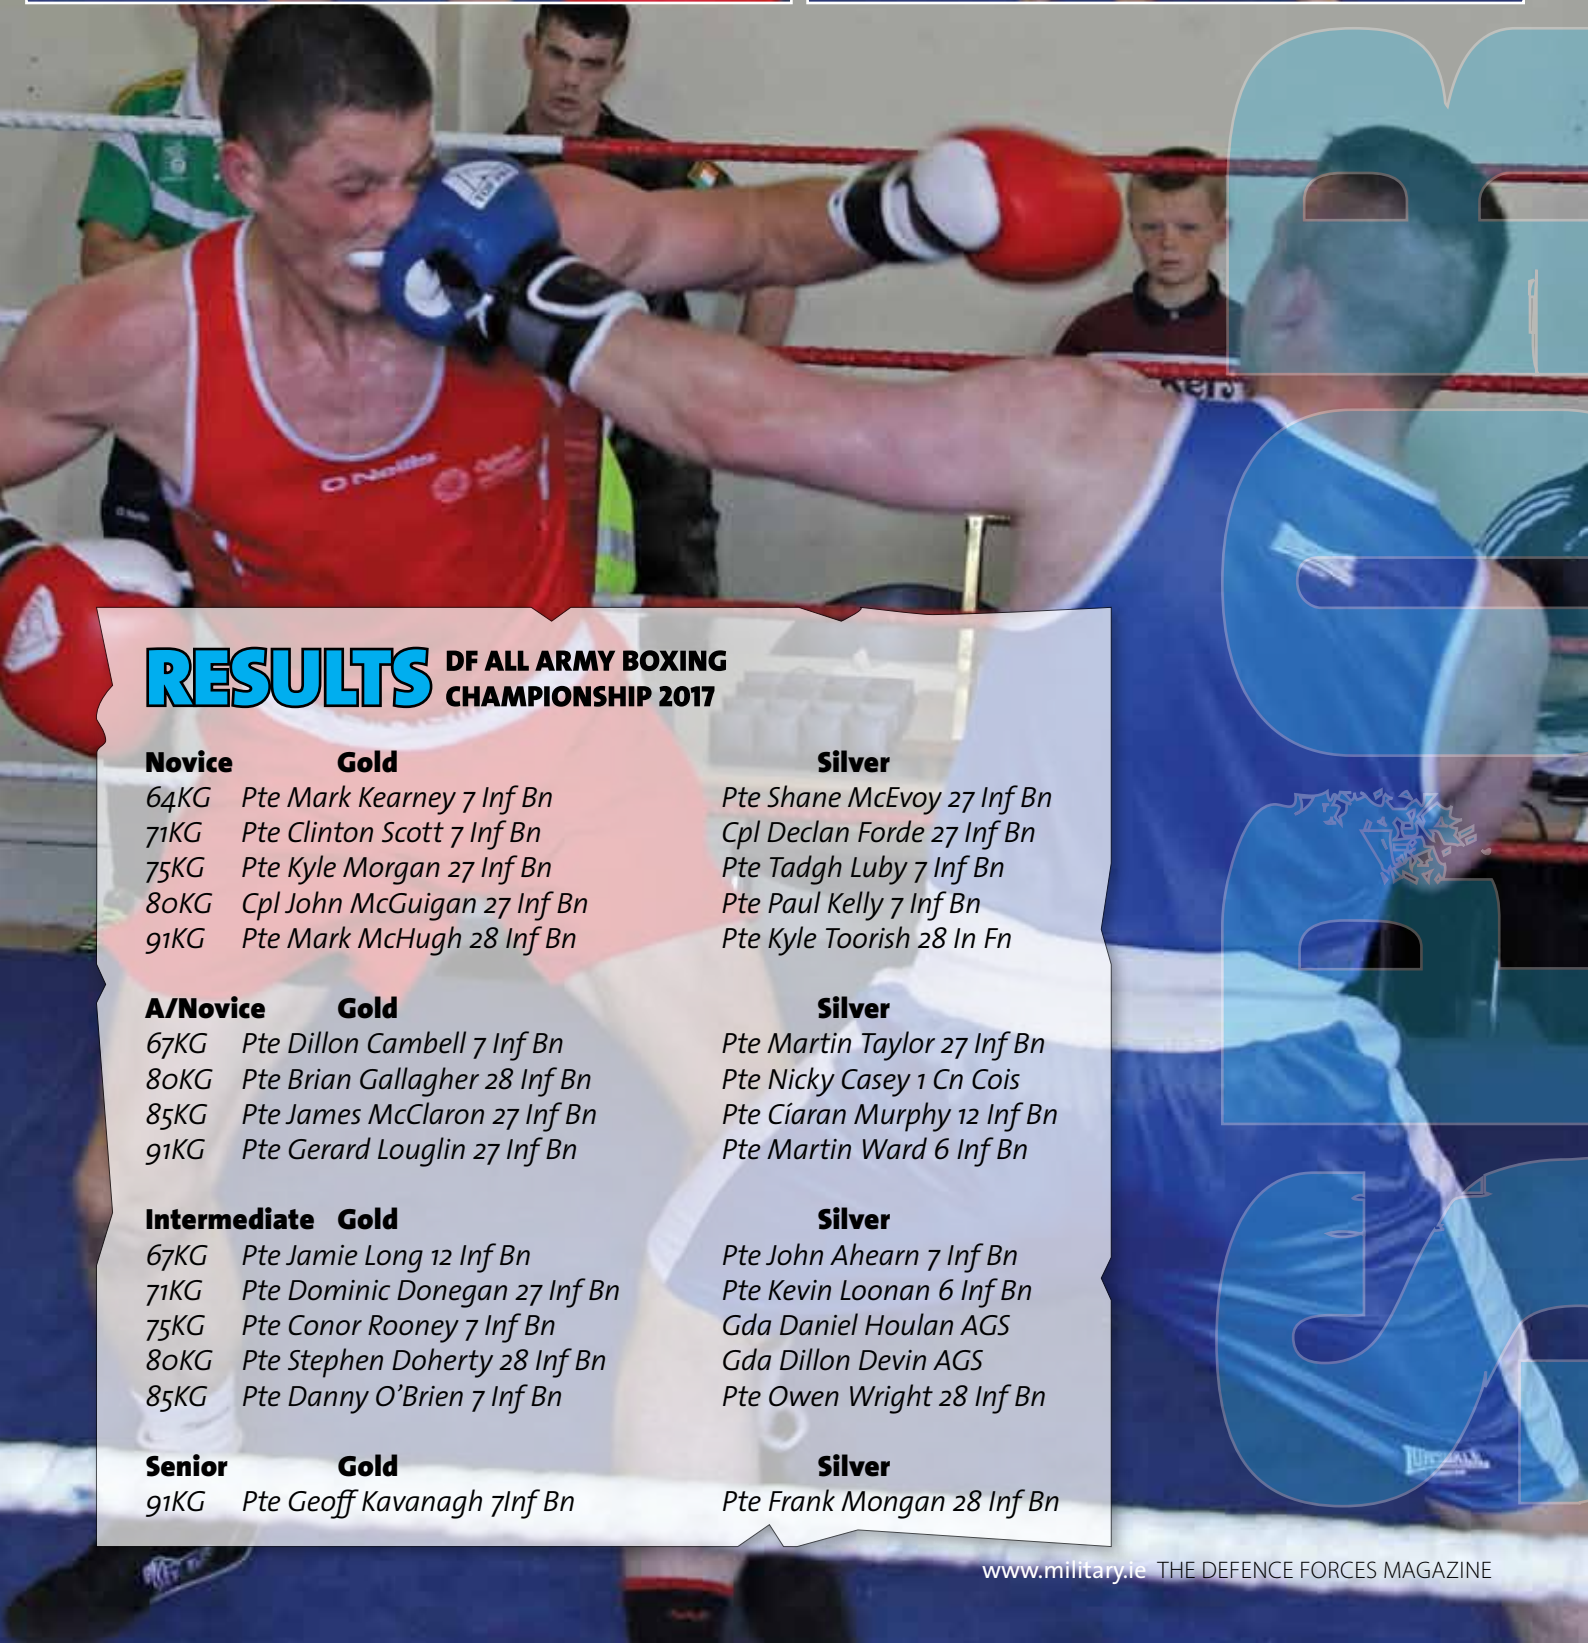 RESULTS DF ALL ARMY BOXING
CHAMPIONSHIP 2017
Novice Gold Silver
64KG Pte Mark Kearney 7 Inf Bn Pte Shane McEvoy 27 Inf Bn
71KG Pte Clinton Scott 7 Inf Bn Cpl Declan Forde 27 Inf Bn
75KG Pte Kyle Morgan 27 Inf Bn Pte Tadgh Luby 7 Inf Bn
80KG Cpl John McGuigan 27 Inf Bn Pte Paul Kelly 7 Inf Bn
91KG Pte Mark McHugh 28 Inf Bn Pte Kyle Toorish 28 In Fn
A/Novice Gold Silver
67KG Pte Dillon Cambell 7 Inf Bn Pte Martin Taylor 27 Inf Bn
80KG Pte Brian Gallagher 28 Inf Bn Pte Nicky Casey 1 Cn Cois
85KG Pte James McClaron 27 Inf Bn Pte Cíaran Murphy 12 Inf Bn
91KG Pte Gerard Louglin 27 Inf Bn Pte Martin Ward 6 Inf Bn
Intermediate Gold Silver
67KG Pte Jamie Long 12 Inf Bn Pte John Ahearn 7 Inf Bn
71KG Pte Dominic Donegan 27 Inf Bn Pte Kevin Loonan 6 Inf Bn
75KG Pte Conor Rooney 7 Inf Bn Gda Daniel Houlan AGS
80KG Pte Stephen Doherty 28 Inf Bn Gda Dillon Devin AGS
85KG Pte Danny O'Brien 7 Inf Bn Pte Owen Wright 28 Inf Bn
Senior Gold Silver
91KG Pte Geoff Kavanagh 7Inf Bn Pte Frank Mongan 28 Inf Bn
www.military.ie THE DEFENCE FORCES MAGAZINE
O'Neills